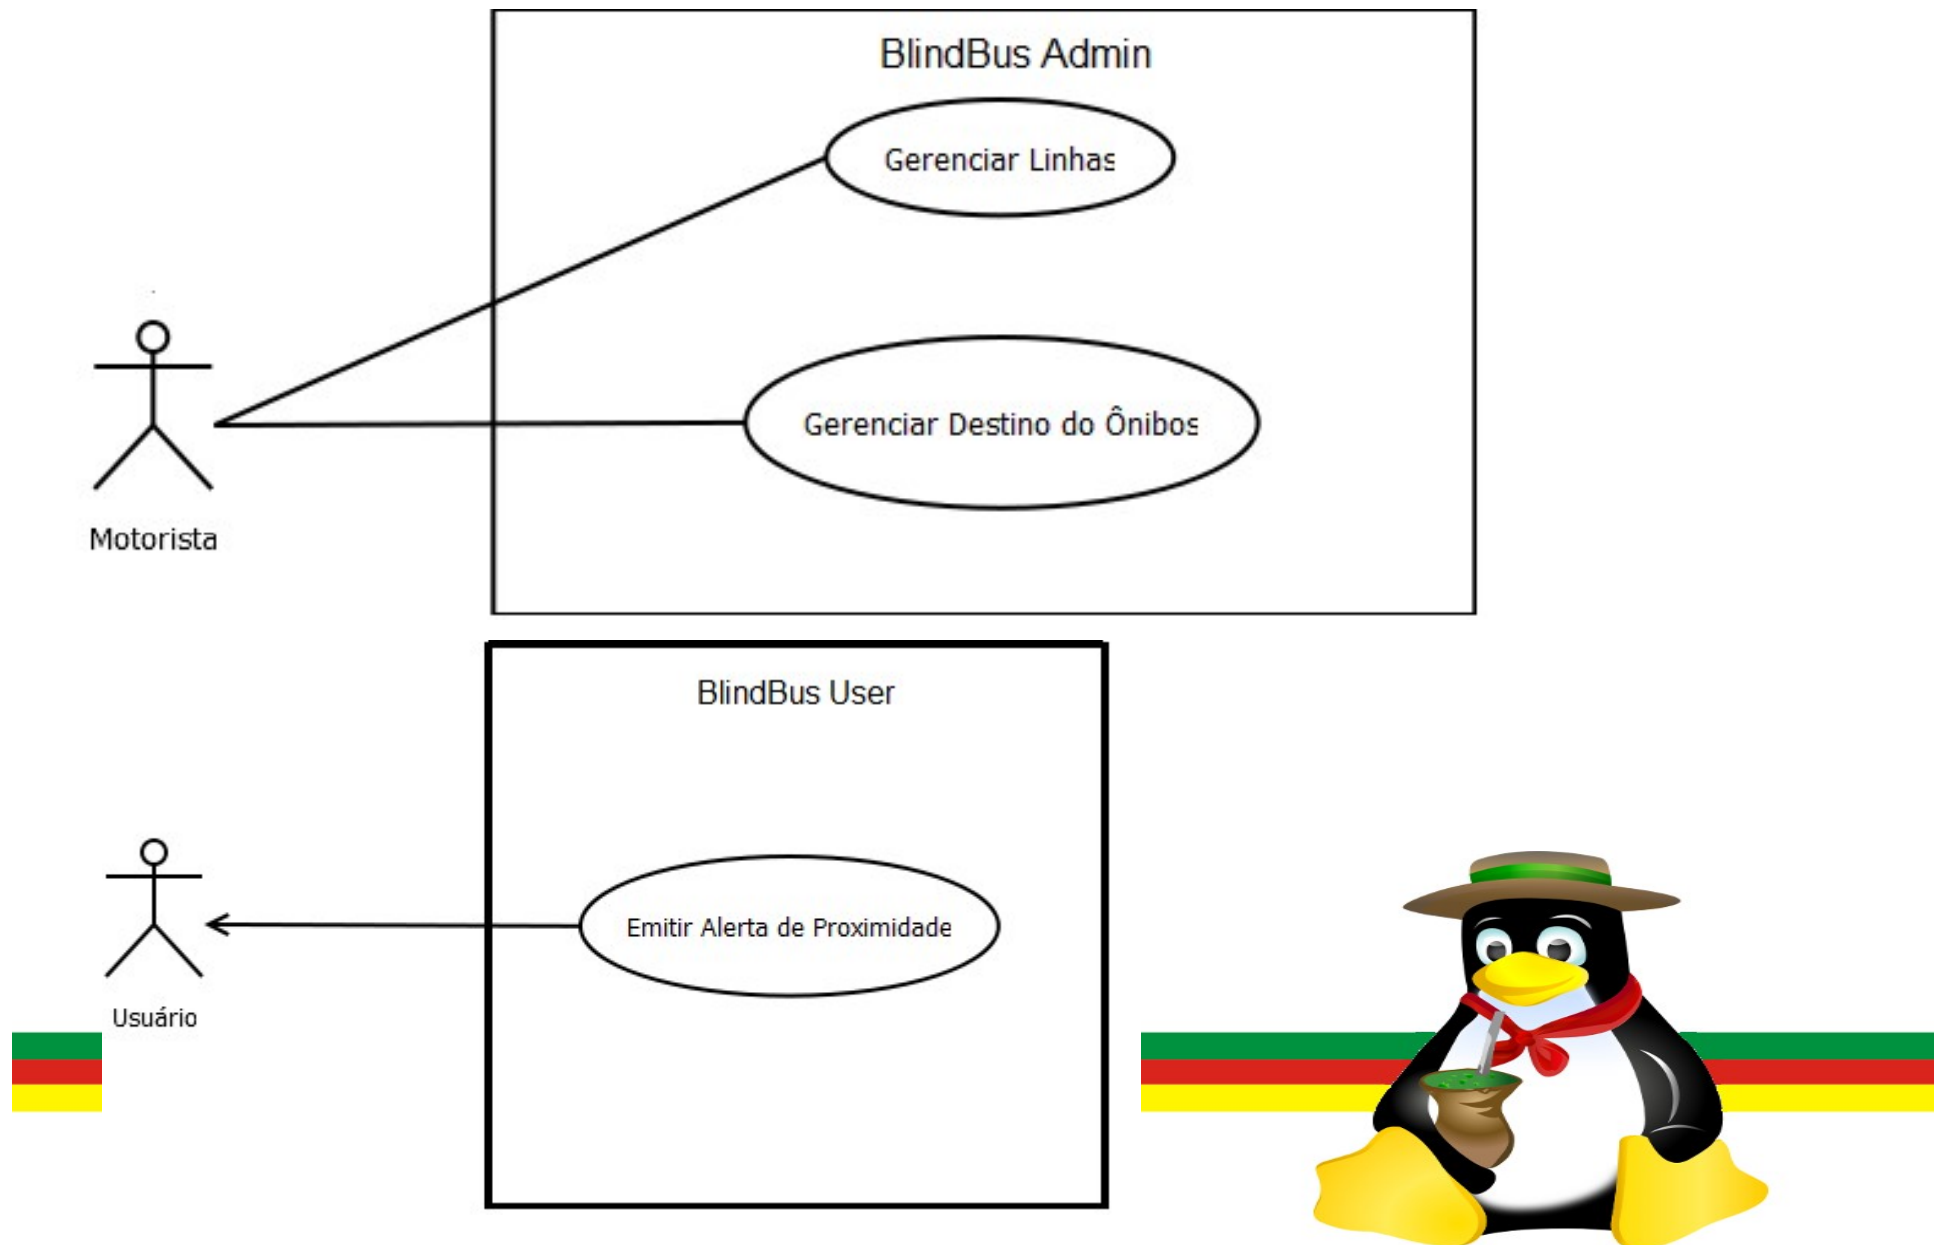 BlindBus Admin
Gerenciar Linhas
Gerenciar Destino do Ônibos
Motorista
BlindBus User
Emitir Alerta de Proximidade
Usuário